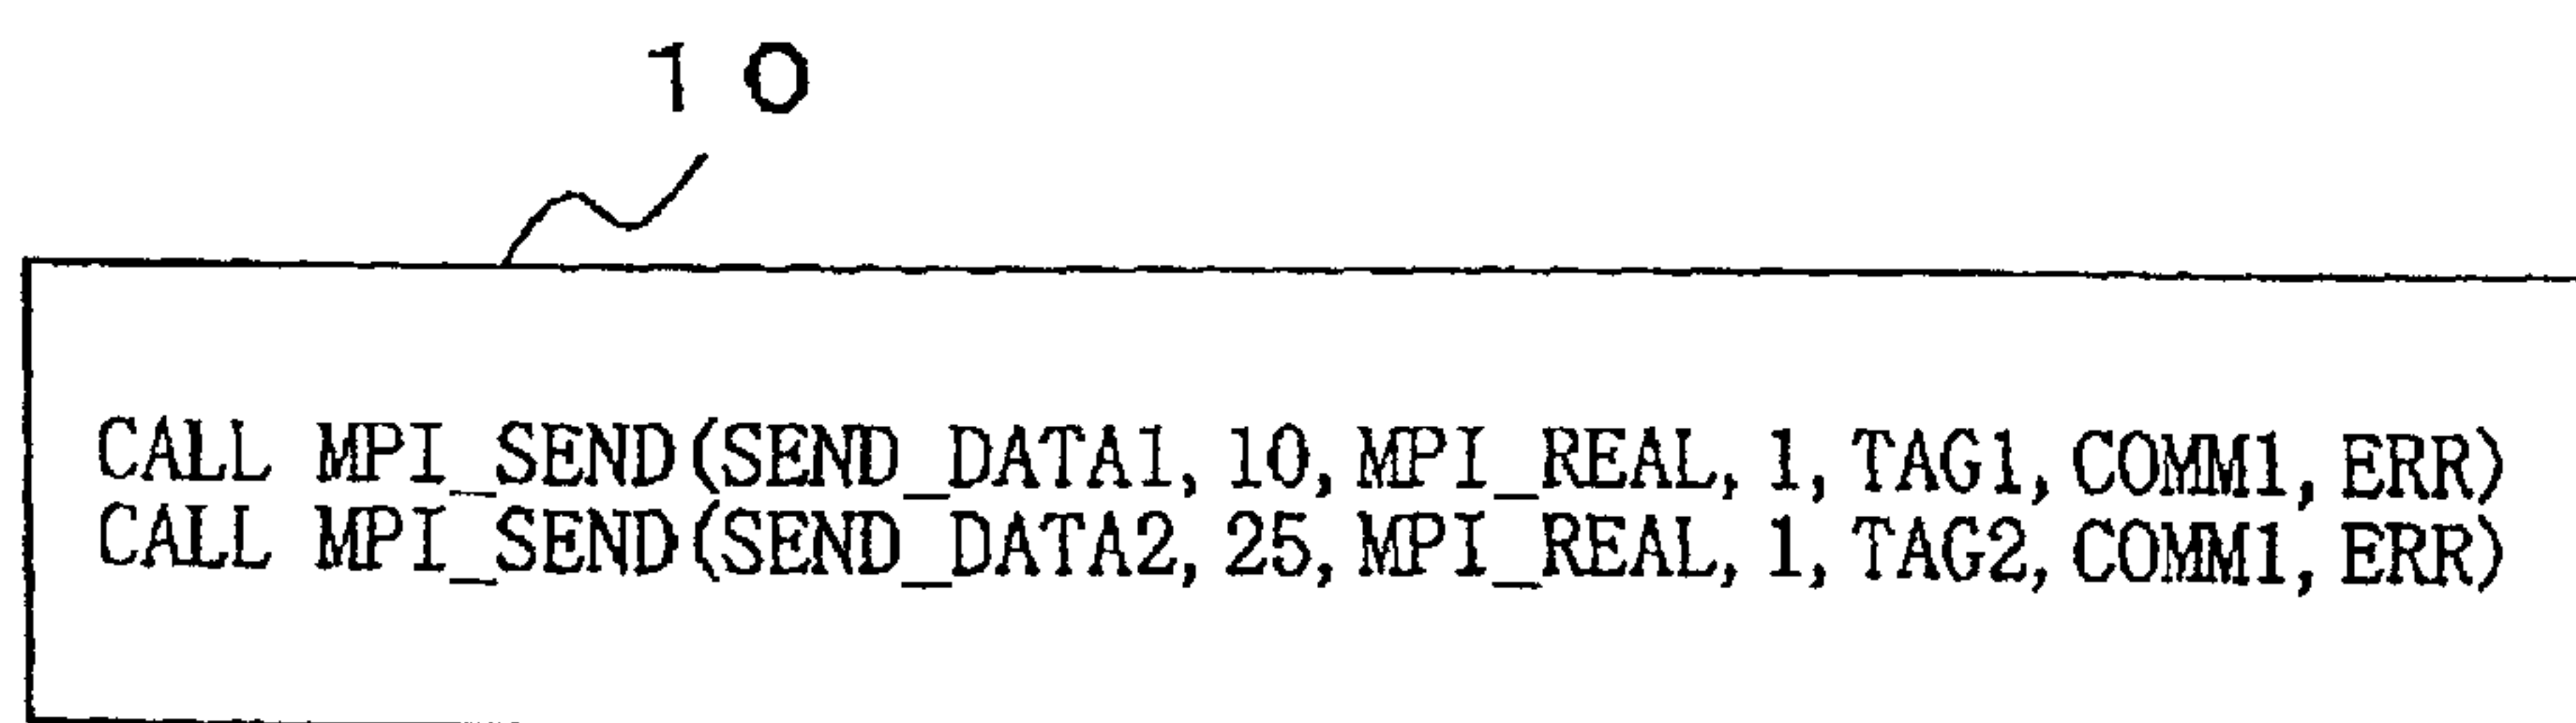 10
CALL MPI_SEND(SEND_DATA1, 10, MPI_REAL, 1, TAG1, COMM1, ERR)
CALL MPI_SEND(SEND_DATA2, 25, MPI_REAL, 1, TAG2, COMM1, ERR)